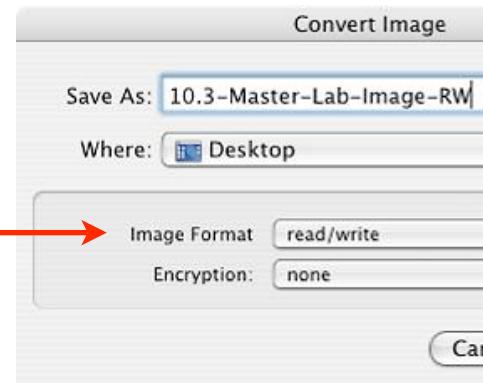 Convert Image
Save As: 10.3-Master-Lab-Image-RW
Where: Desktop
Image Format read/write
Encryption: none